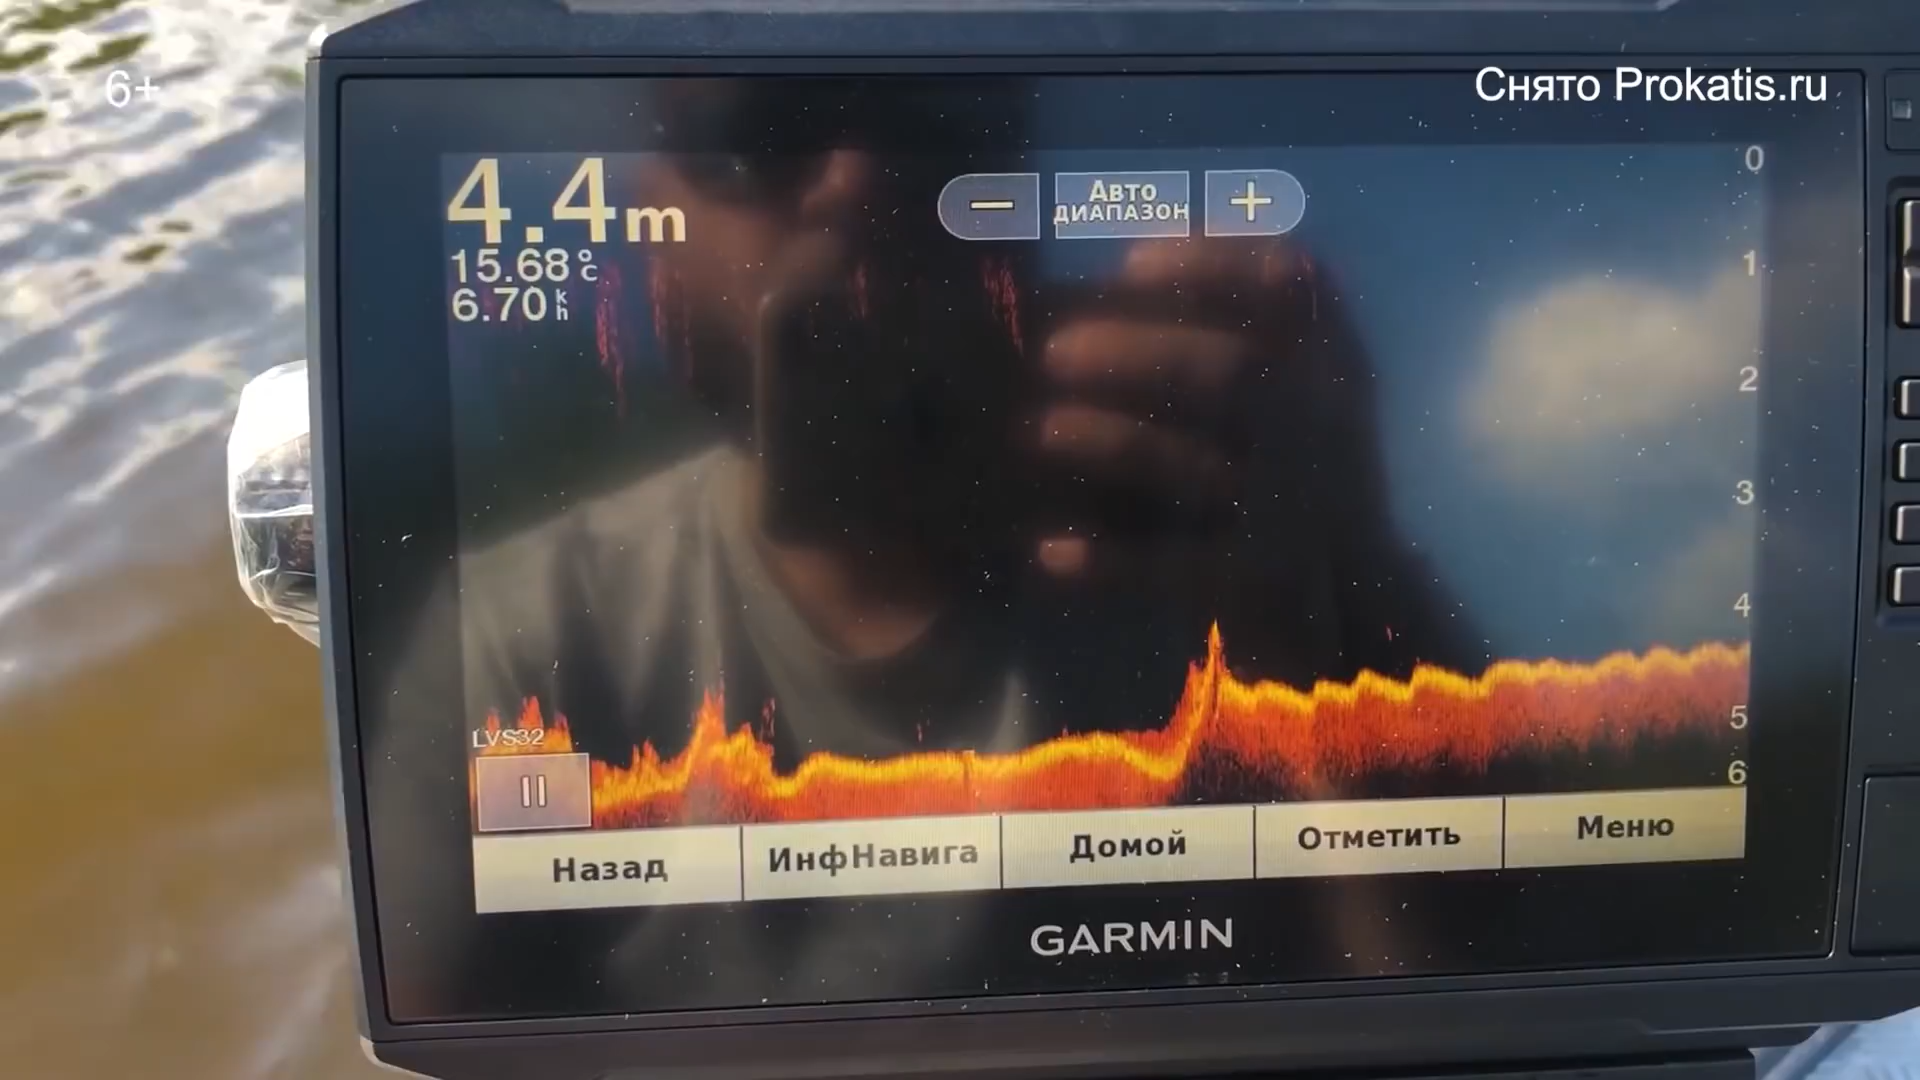 6+
Снято Prokatis.ru
4.4m
15.68°C
6.70 k/h
Авто
ДИАПАЗОН
0
1
2
3
4
5
6
LVS32
Назад
ИнфНавига
Домой
Отметить
Меню
GARMIN